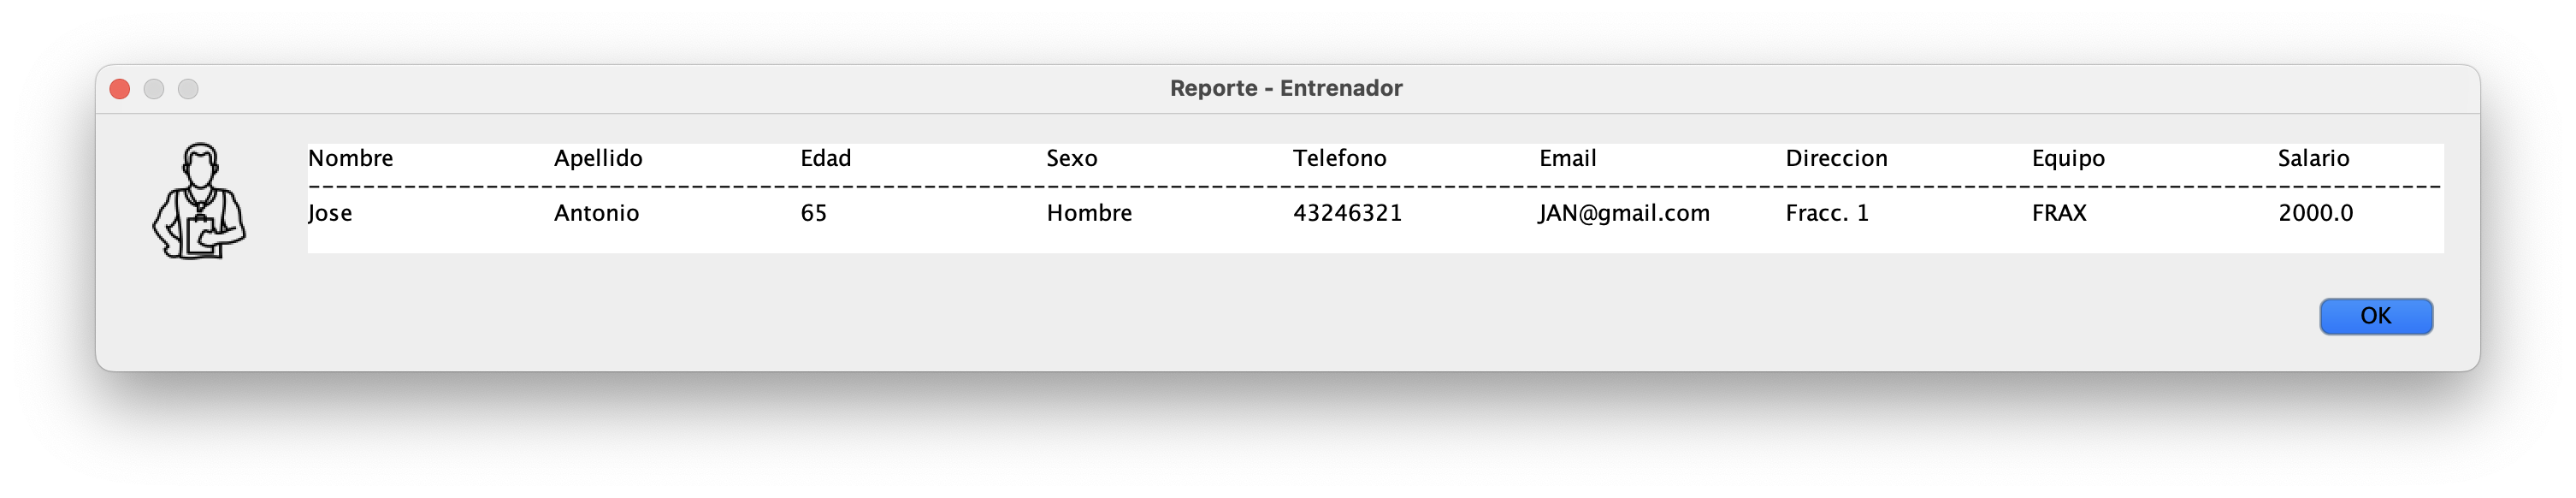 Reporte - Entrenador
Nombre Apellido Edad Sexo Telefono Email Direccion Equipo Salario
Jose Antonio 65 Hombre 43246321 JAN@gmail.com Fracc. 1 FRAX 2000.0
OK